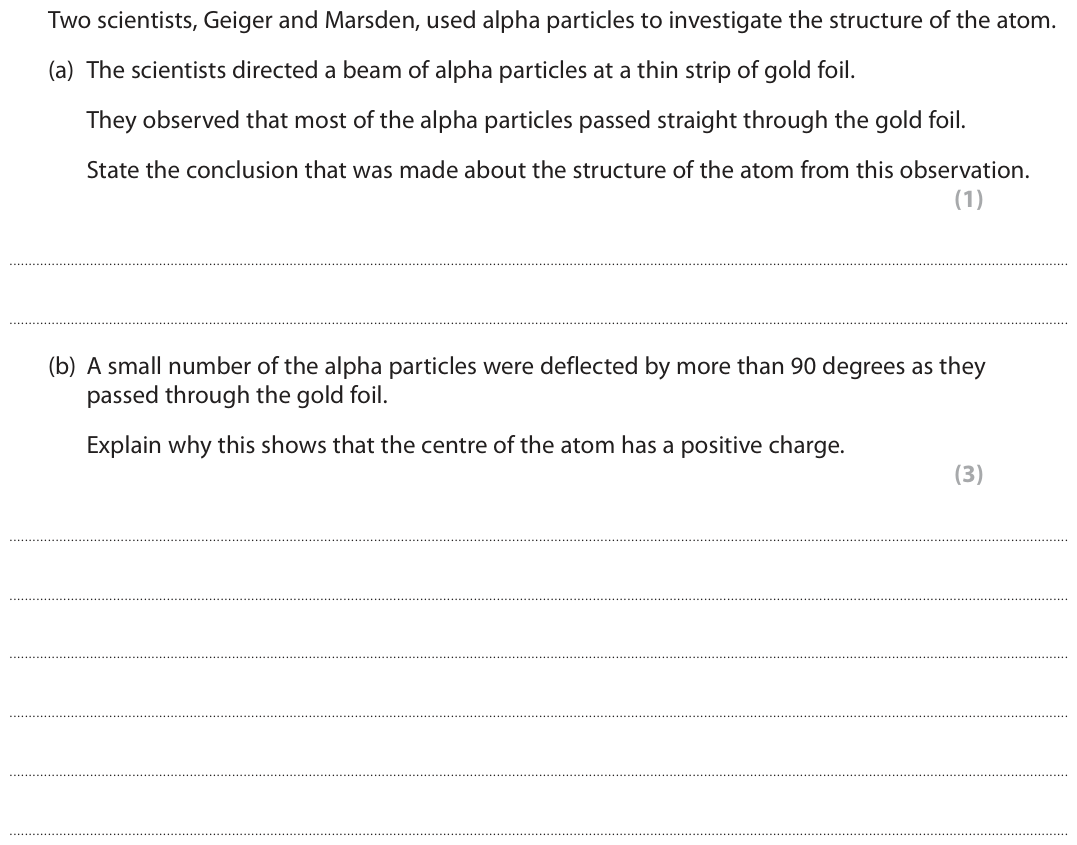 Two scientists, Geiger and Marsden, used alpha particles to investigate the structure of the atom.
(a) The scientists directed a beam of alpha particles at a thin strip of gold foil.
They observed that most of the alpha particles passed straight through the gold foil.
State the conclusion that was made about the structure of the atom from this observation.
(1)
(b) A small number of the alpha particles were deflected by more than 90 degrees as they
passed through the gold foil.
Explain why this shows that the centre of the atom has a positive charge.
(3)